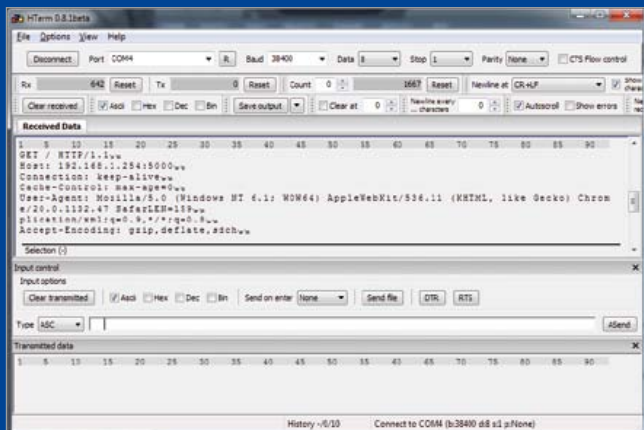 HTerm 0.8.1beta
File Options View Help
Disconnect Port COM4 R Baud 38400 Data 8 Stop 1 Parity None CTS Flow control
Rx 642 Reset Tx 0 Reset Count 0 1667 Reset Newline at CR+LF Show
Clear received Ascii Hex Dec Bin Save output Clear at 0 Newline every ... characters 0 Autoscroll Show errors
Received Data
1 5 10 15 20 25 30 35 40 45 50 55 60 65 70 75 80 85 90
GET / HTTP/1.1
Host: 192.168.1.254:5000
Connection: keep-alive
Cache-Control: max-age=0
User-Agent: Mozilla/5.0 (Windows NT 6.1; WOW64) AppleWebKit/536.11 (KHTML, like Gecko) Chrom
e/20.0.1132.47 SafarLEN=159
plication/xml;q=0.9,*/*;q=0.8
Accept-Encoding: gzip,deflate,sdch
Selection (-)
Input control
Input options
Clear transmitted Ascii Hex Dec Bin Send on enter None Send file DTR RTS
Type ASC ASend
Transmitted data
1 5 10 15 20 25 30 35 40 45 50 55 60 65 70 75 80 85 90
History -/0/10 Connect to COM4 (b:38400 d:8 s:1 p:None)